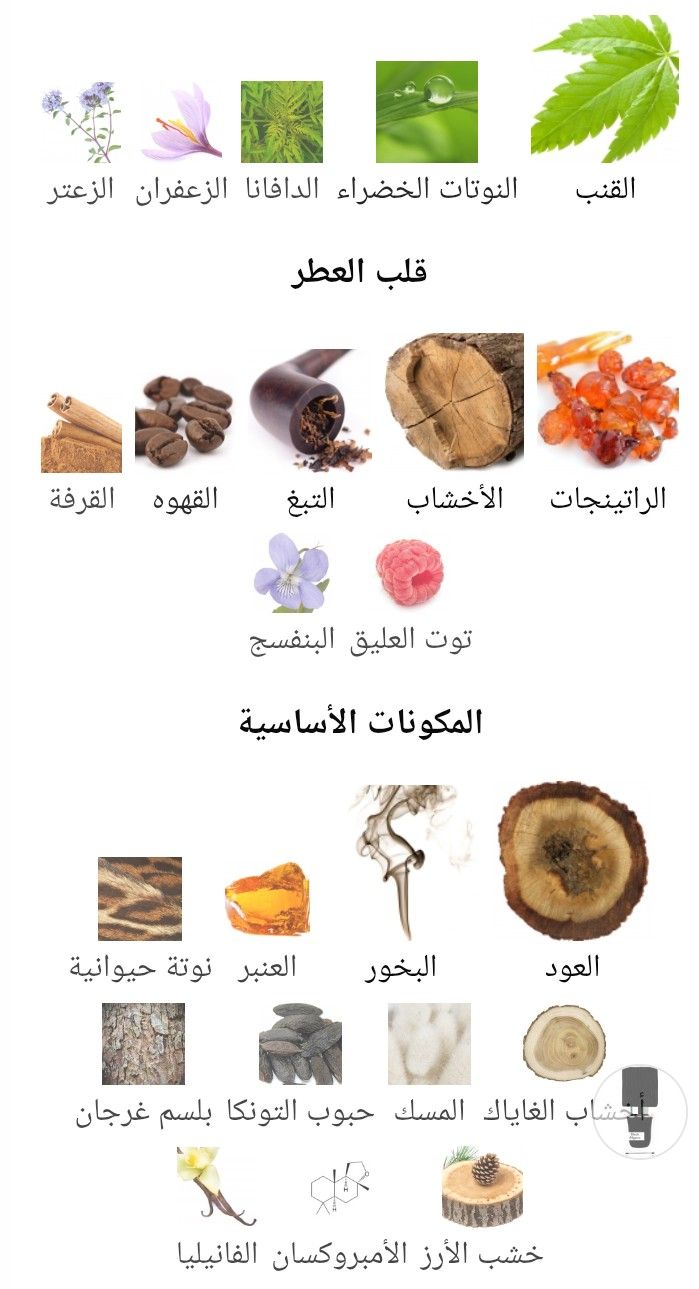 القنب النوتات الخضراء الدافانا الزعفران الزعتر
قلب العطر
الراتينجات الأخشاب التبغ القهوه القرفة
توت العليق البنفسج
المكونات الأساسية
العود البخور العنبر نوتة حيوانية
أخشاب الغاياك المسك حبوب التونكا بلسم غرجان
خشب الأرز الأمبروكسان الفانيليا